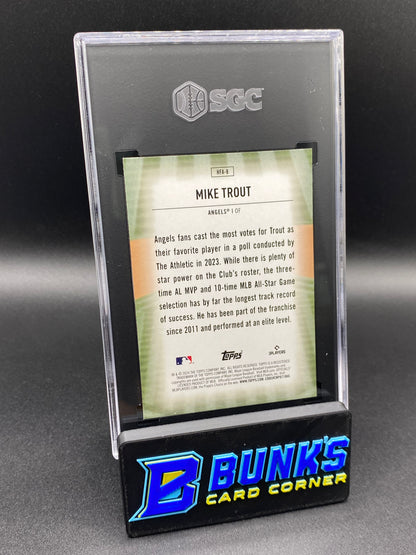 SGC
HFA-8
MIKE TROUT
ANGELS® | OF
Angels fans cast the most votes for Trout as
their favorite player in a poll conducted by
The Athletic in 2023. While there is plenty of
star power on the Club's roster, the three-
time AL MVP and 10-time MLB All-Star Game
selection has by far the longest track record
of success. He has been part of the franchise
since 2011 and performed at an elite level.
Topps
PLAYERS
BUNK'S
CARD CORNER